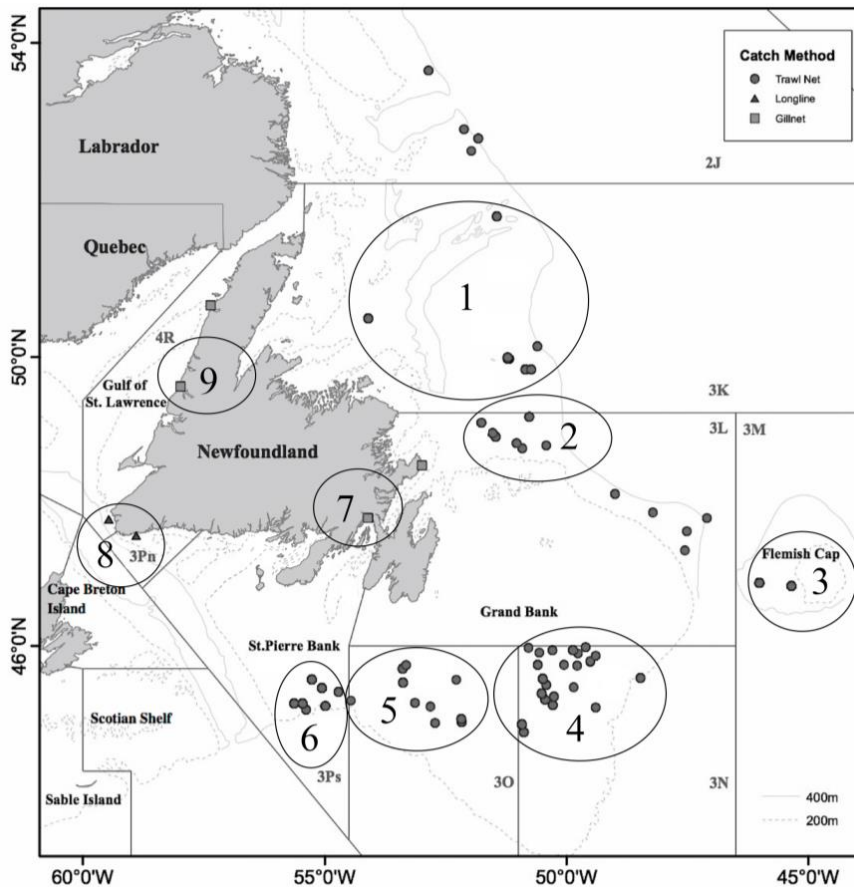 54°0'N
Catch Method
Trawl Net
Longline
Gillnet
Labrador
2J
Quebec
1
50°0'N
4R
9
Gulf of
St. Lawrence
3K
2
3L
3M
Newfoundland
7
8
3Pn
Flemish Cap
3
Cape Breton
Island
Grand Bank
46°0'N
St.Pierre Bank
5
4
6
Scotian Shelf
3Ps
3O
3N
Sable Island
400m
200m
60°0'W
55°0'W
50°0'W
45°0'W